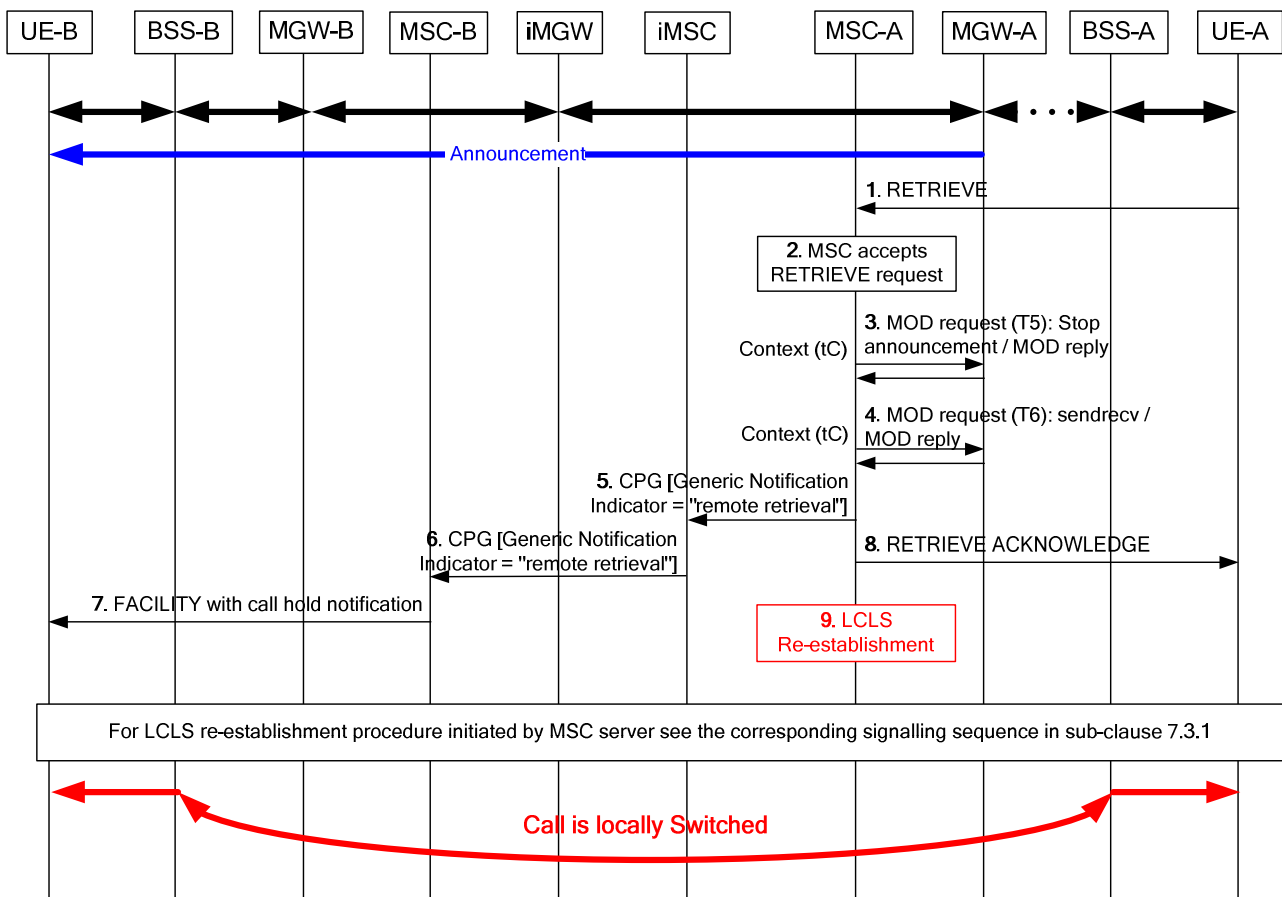 UE-B
BSS-B
MGW-B
MSC-B
iMGW
iMSC
MSC-A
MGW-A
BSS-A
UE-A
Announcement
1. RETRIEVE
2. MSC accepts
RETRIEVE request
3. MOD request (T5): Stop
announcement / MOD reply
Context (tC)
4. MOD request (T6): sendrecv /
MOD reply
Context (tC)
5. CPG [Generic Notification
Indicator = "remote retrieval"]
6. CPG [Generic Notification
Indicator = "remote retrieval"]
8. RETRIEVE ACKNOWLEDGE
7. FACILITY with call hold notification
9. LCLS
Re-establishment
For LCLS re-establishment procedure initiated by MSC server see the corresponding signalling sequence in sub-clause 7.3.1
Call is locally Switched